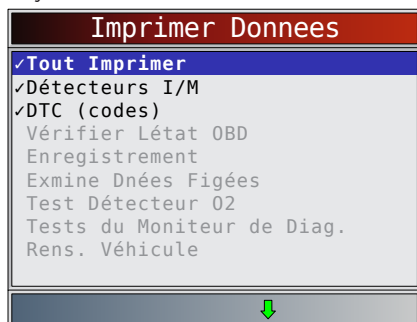 Imprimer Donnees
✓Tout Imprimer
✓Détecteurs I/M
✓DTC (codes)
Vérifier Létat OBD
Enregistrement
Exmine Dnées Figées
Test Détecteur O2
Tests du Moniteur de Diag.
Rens. Véhicule